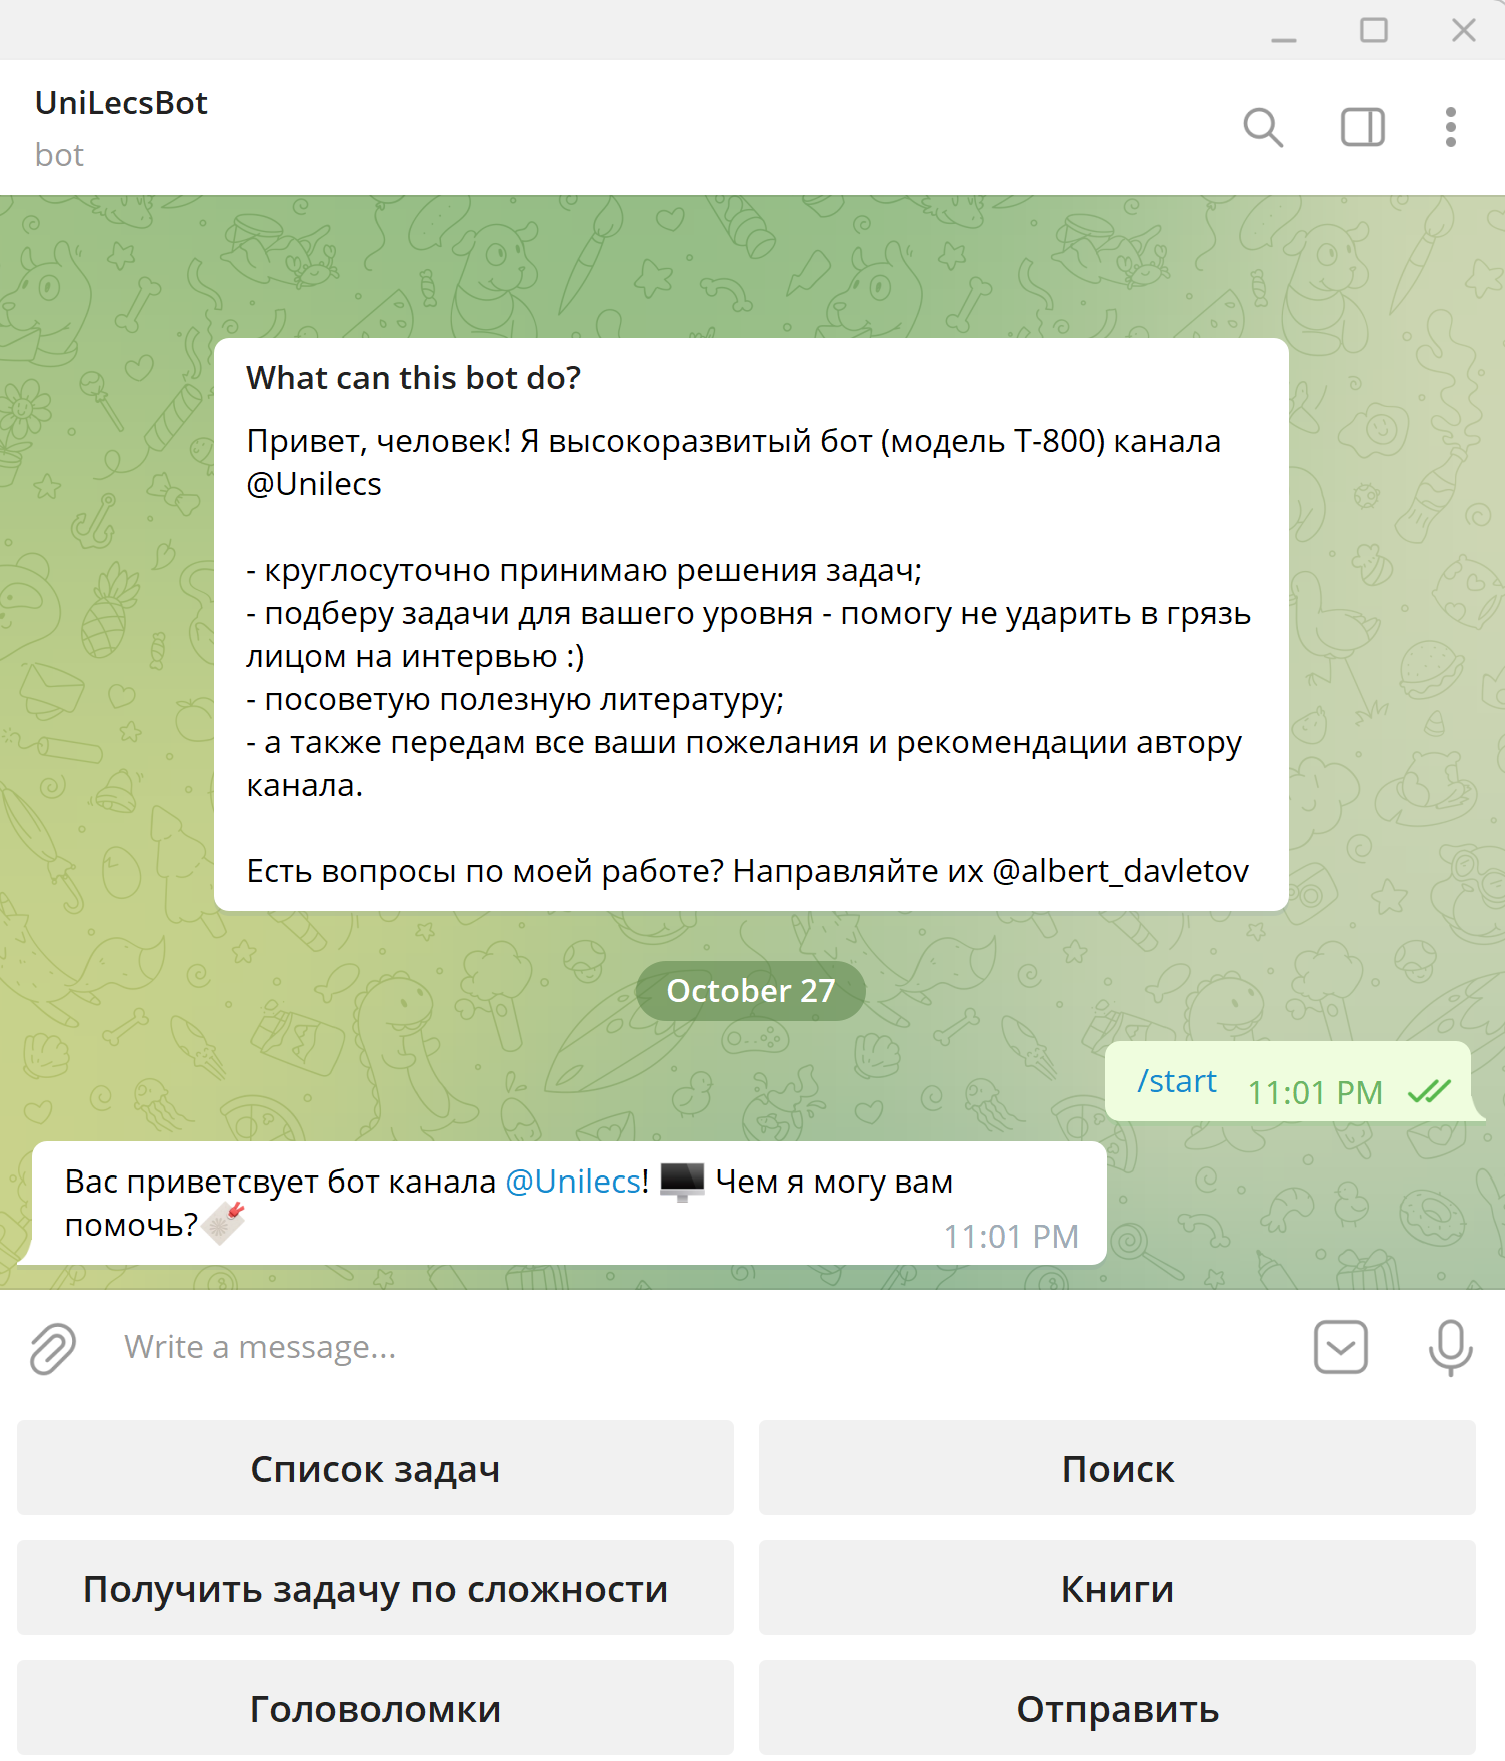 UniLecsBot
bot
What can this bot do?
Привет, человек! Я высокоразвитый бот (модель Т-800) канала
@Unilecs
- круглосуточно принимаю решения задач;
- подберу задачи для вашего уровня - помогу не ударить в грязь
лицом на интервью :)
- посоветую полезную литературу;
- а также передам все ваши пожелания и рекомендации автору
канала.
Есть вопросы по моей работе? Направляйте их @albert_davletov
October 27
/start 11:01 PM
Вас приветсвует бот канала @Unilecs! 🖥 Чем я могу вам
помочь?
11:01 PM
Write a message...
Список задач
Поиск
Получить задачу по сложности
Книги
Головоломки
Отправить